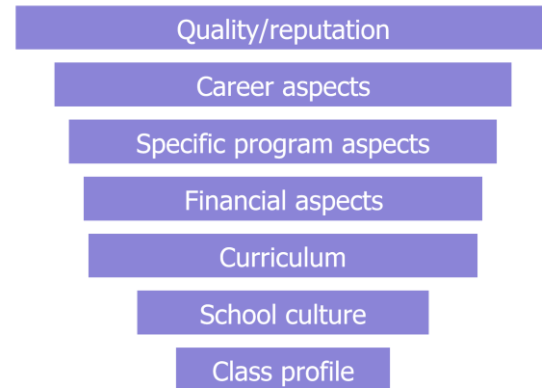 Quality/reputation
Career aspects
Specific program aspects
Financial aspects
Curriculum
School culture
Class profile